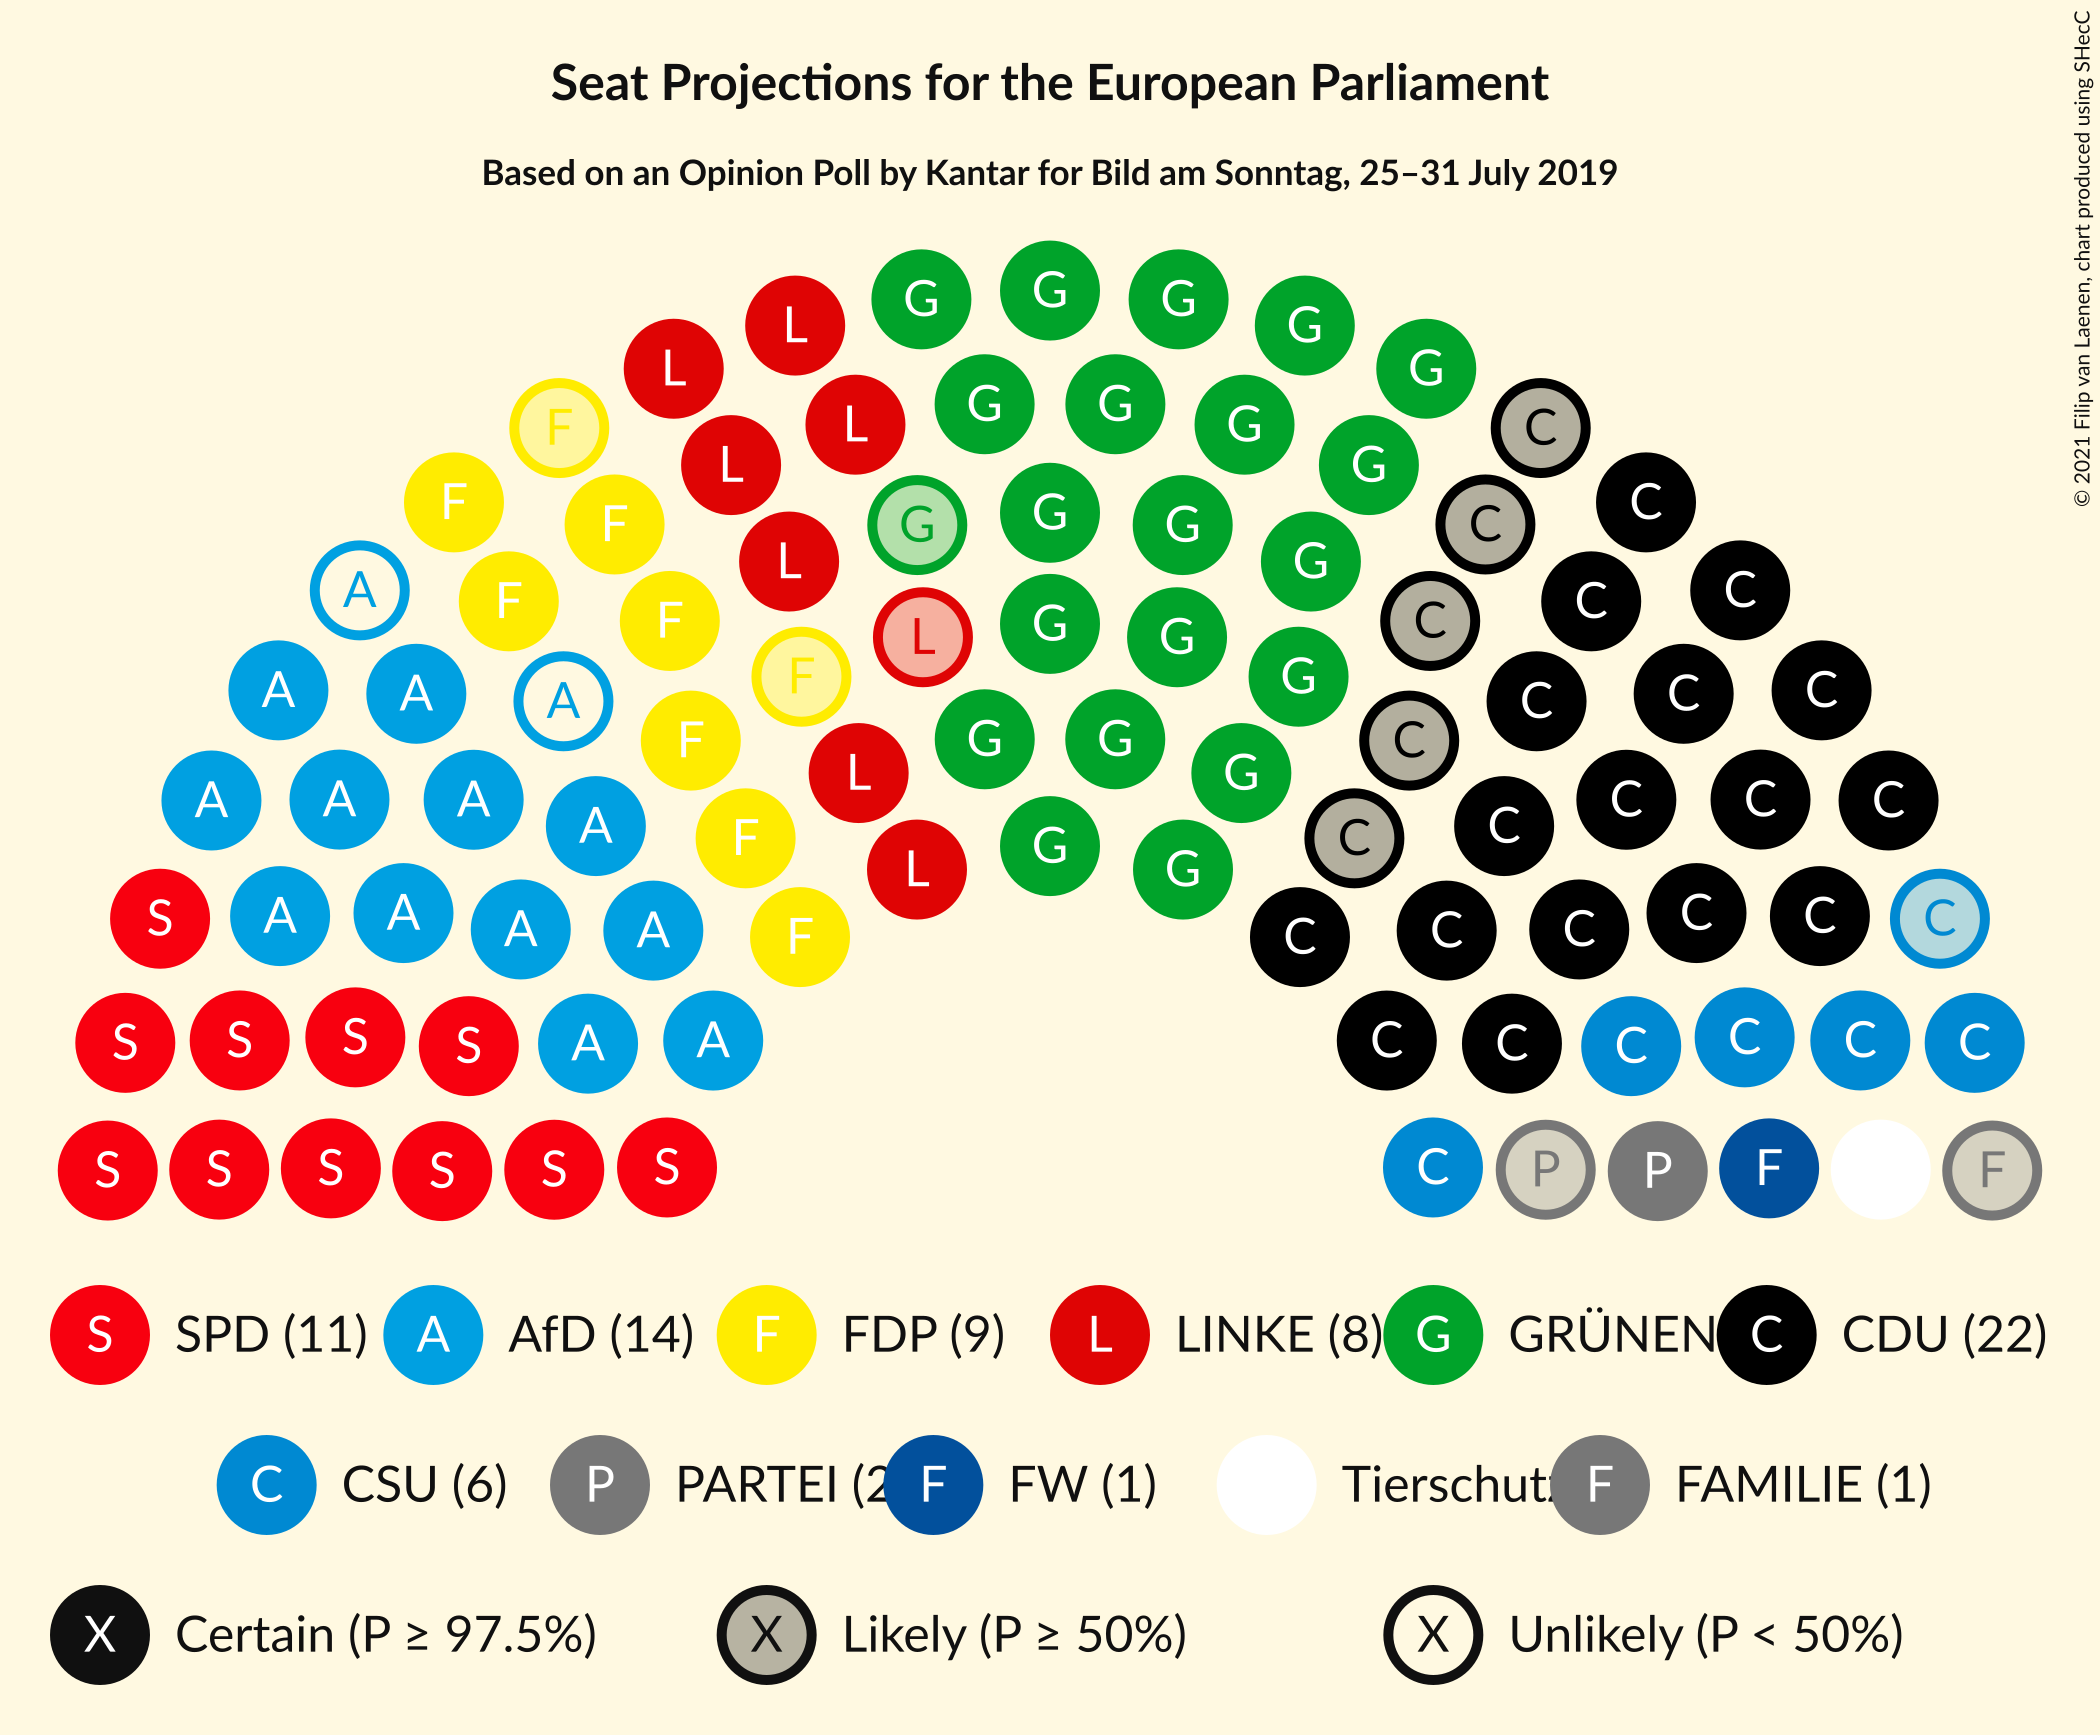 Seat Projections for the European Parliament
Based on an Opinion Poll by Kantar for Bild am Sonntag, 25–31 July 2019
© 2021 Filip van Laenen, chart produced using SHecC
G G G G G
L L
G G G G
L L
F C
F F C C
G G G G
L
A F F C C C
L G G G
F C
A A A F C C C C
F G G
A A A A L G C C C C
F G G C
L
S A A A A F C C C C C C
S S S S A A C C C C C C
S S S S S S C P P F F
S SPD (11) A AfD (14) F FDP (9) L LINKE (8) G GRÜNEN C CDU (22)
C CSU (6) P PARTEI (2 F FW (1) Tierschutz F FAMILIE (1)
X Certain (P ≥ 97.5%) X Likely (P ≥ 50%) X Unlikely (P < 50%)